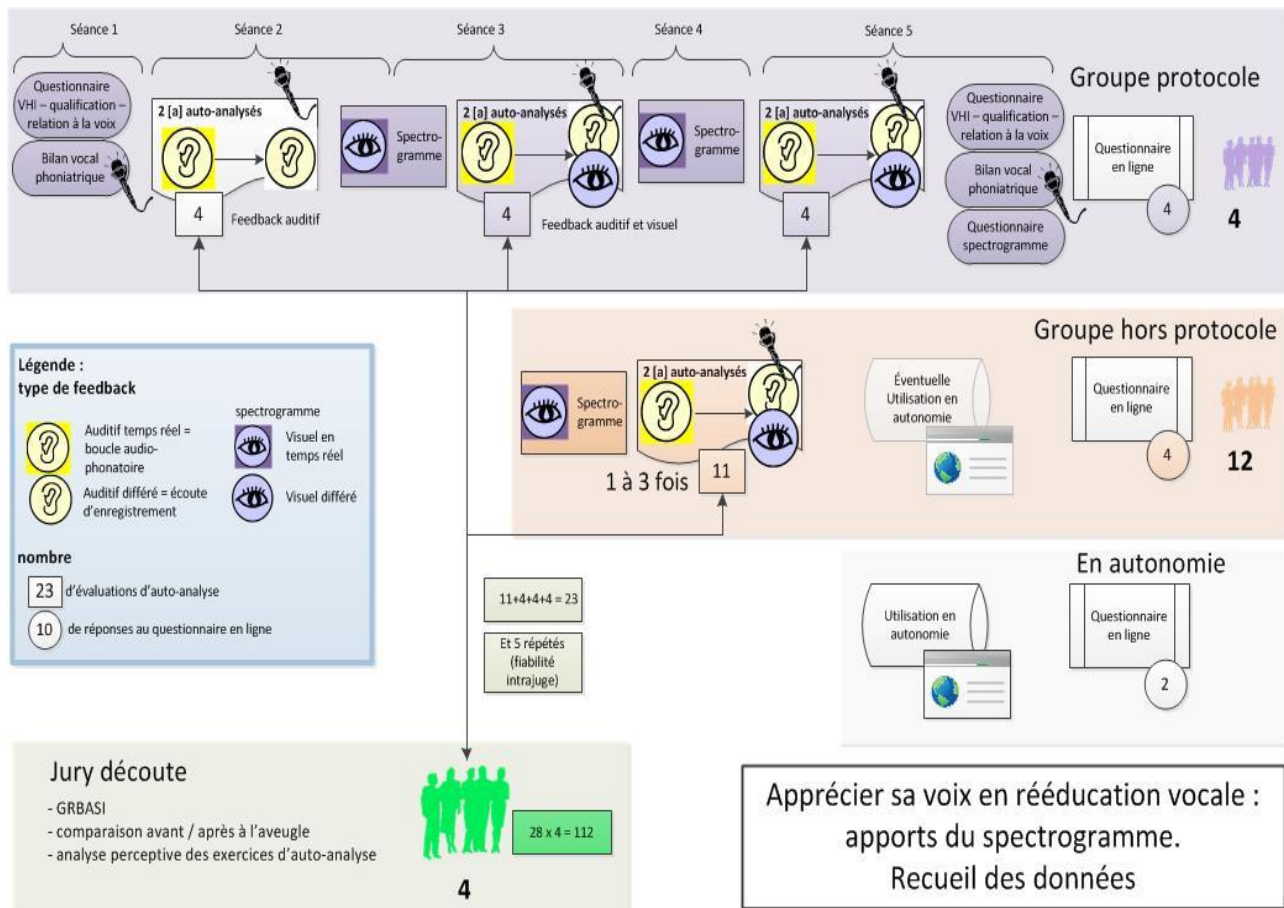 Séance 1
Séance 2
Séance 3
Séance 4
Séance 5
Groupe protocole
Questionnaire
VHI – qualification –
relation à la voix
Bilan vocal
phoniatrique
2 [a] auto-analysés
4
Feedback auditif
Spectro-
gramme
2 [a] auto-analysés
4
Feedback auditif et visuel
Spectro-
gramme
2 [a] auto-analysés
4
Questionnaire
VHI – qualification –
relation à la voix
Bilan vocal
phoniatrique
Questionnaire
spectrogramme
Questionnaire
en ligne
4
4
Groupe hors protocole
Spectro-
gramme
2 [a] auto-analysés
1 à 3 fois
11
Éventuelle
Utilisation en
autonomie
Questionnaire
en ligne
4
12
Légende :
type de feedback
Auditif temps réel =
boucle audio-
phonatoire
Auditif différé = écoute
d'enregistrement
spectrogramme
Visuel en
temps réel
Visuel différé
nombre
23
d'évaluations d'auto-analyse
10
de réponses au questionnaire en ligne
En autonomie
Utilisation en
autonomie
Questionnaire
en ligne
2
11+4+4+4 = 23
Et 5 répétés
(fiabilité
intrajuge)
Jury découte
- GRBASI
- comparaison avant / après à l'aveugle
- analyse perceptive des exercices d'auto-analyse
4
28 x 4 = 112
Apprécier sa voix en rééducation vocale :
apports du spectrogramme.
Recueil des données